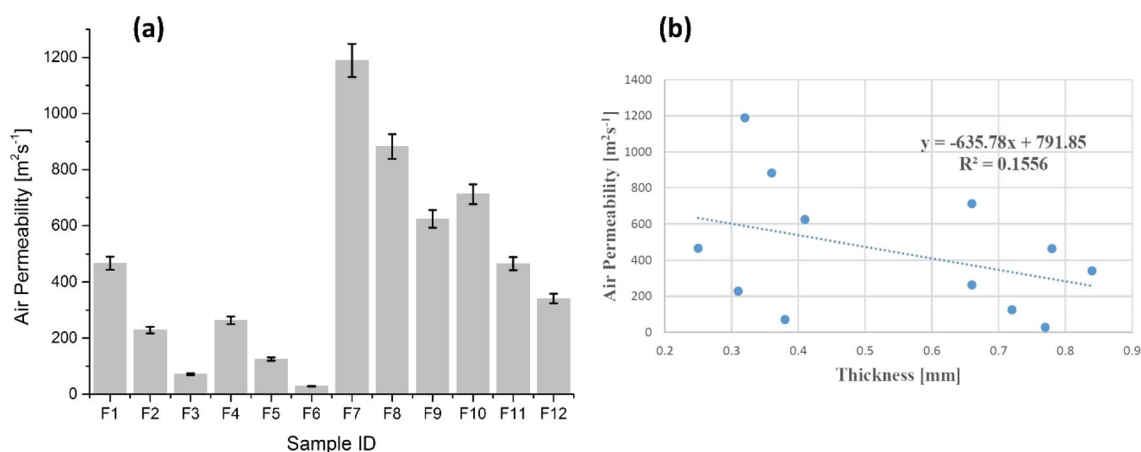 (a)
Air Permeability [m²s⁻¹]
1200
1000
800
600
400
200
0
F1 F2 F3 F4 F5 F6 F7 F8 F9 F10 F11 F12
Sample ID
(b)
Air Permeability [m²s⁻¹]
1400
1200
1000
800
600
400
200
0
y = -635.78x + 791.85
R² = 0.1556
0.2 0.3 0.4 0.5 0.6 0.7 0.8 0.9
Thickness [mm]